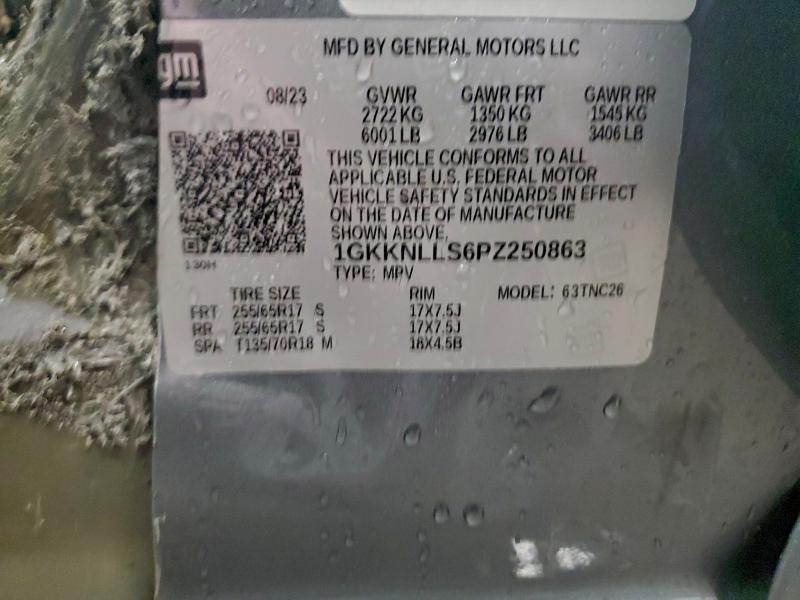 MFD BY GENERAL MOTORS LLC
gm
08/23 GVWR GAWR FRT GAWR RR
2722 KG 1350 KG 1545 KG
6001 LB 2976 LB 3406 LB
THIS VEHICLE CONFORMS TO ALL
APPLICABLE U.S. FEDERAL MOTOR
VEHICLE SAFETY STANDARDS IN EFFECT
ON THE DATE OF MANUFACTURE
SHOWN ABOVE.
1GKKNLLS6PZ250863
TYPE: MPV
TIRE SIZE RIM MODEL: 63TNC26
FRT 255/65R17 S 17X7.5J
RR 255/65R17 S 17X7.5J
SPA T135/70R18 M 18X4.5B